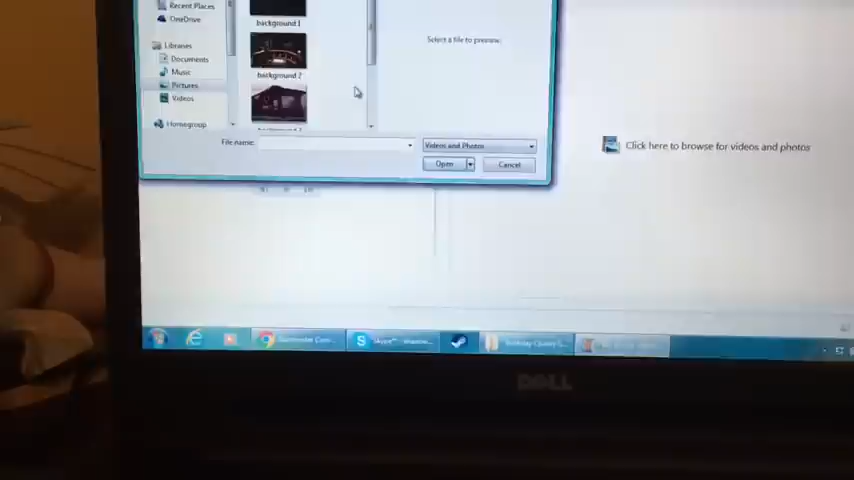 Recent Places
OneDrive
Libraries
Documents
Music
Pictures
Videos
Homegroup
background 1
background 2
Select a file to preview.
File name:
Videos and Photos
Open
Cancel
Click here to browse for videos and photos
Skype™
DELL